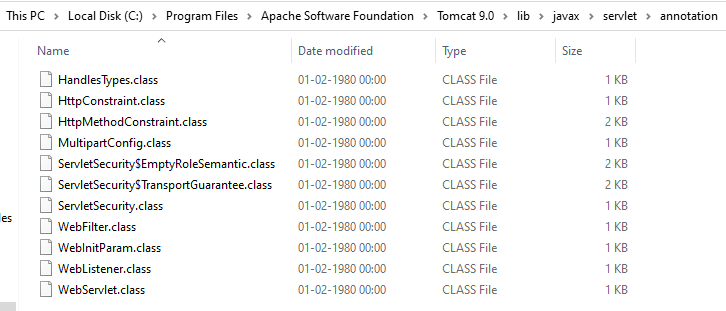 This PC > Local Disk (C:) > Program Files > Apache Software Foundation > Tomcat 9.0 > lib > javax > servlet > annotation
Name Date modified Type Size
HandlesTypes.class 01-02-1980 00:00 CLASS File 1 KB
HttpConstraint.class 01-02-1980 00:00 CLASS File 1 KB
HttpMethodConstraint.class 01-02-1980 00:00 CLASS File 2 KB
MultipartConfig.class 01-02-1980 00:00 CLASS File 1 KB
ServletSecurity$EmptyRoleSemantic.class 01-02-1980 00:00 CLASS File 2 KB
ServletSecurity$TransportGuarantee.class 01-02-1980 00:00 CLASS File 2 KB
ServletSecurity.class 01-02-1980 00:00 CLASS File 1 KB
les WebFilter.class 01-02-1980 00:00 CLASS File 1 KB
WebInitParam.class 01-02-1980 00:00 CLASS File 1 KB
WebListener.class 01-02-1980 00:00 CLASS File 1 KB
WebServlet.class 01-02-1980 00:00 CLASS File 1 KB